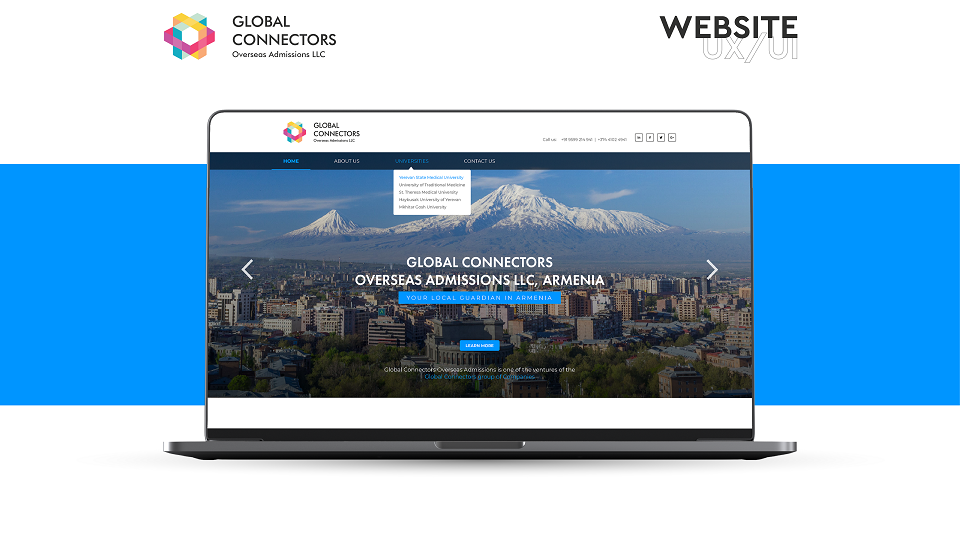 GLOBAL
CONNECTORS
Overseas Admissions LLC
WEBSITE
UX/UI
GLOBAL
CONNECTORS
Overseas Admissions LLC
Call us:
HOME
ABOUT US
UNIVERSITIES
CONTACT US
Yerevan State Medical University
University of Traditional Medicine
St. Theresa Medical University
Haybusak University of Yerevan
Mkhitar Gosh University
GLOBAL CONNECTORS
OVERSEAS ADMISSIONS LLC, ARMENIA
YOUR LOCAL GUARDIAN IN ARMENIA
LEARN MORE
Global Connectors Overseas Admissions is one of the ventures of the
Global Connectors group of Companies